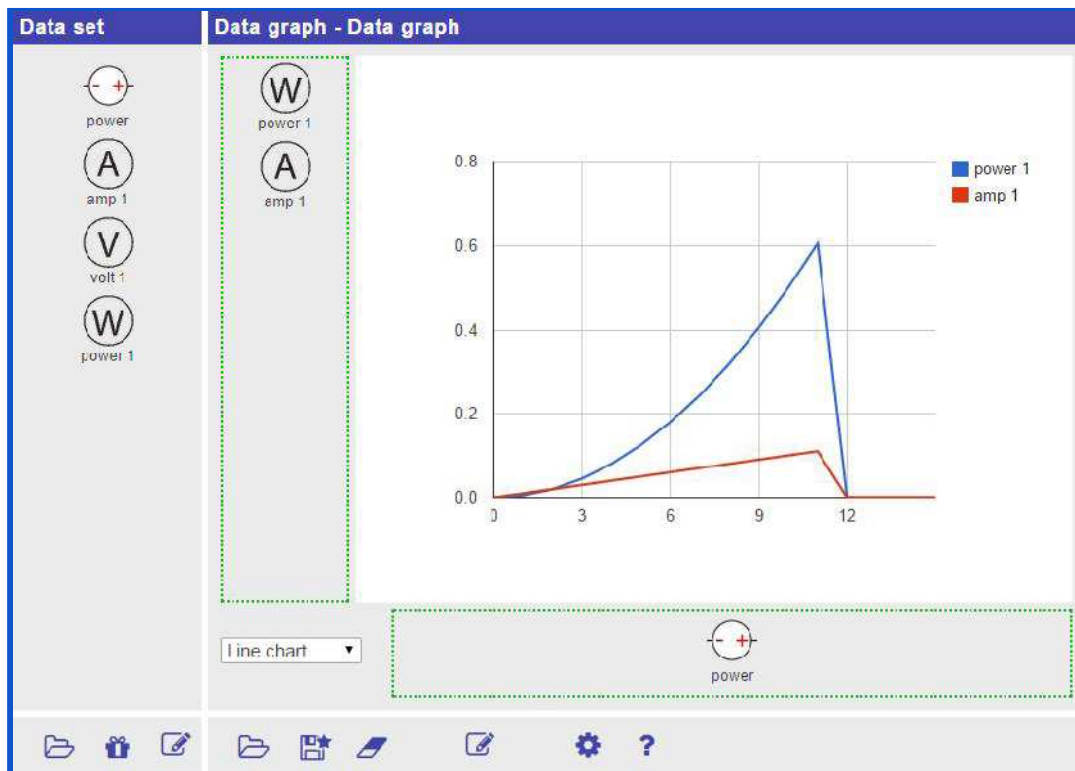 Data set
Data graph - Data graph
- +
power
A
amp 1
V
volt 1
W
power 1
W
power 1
A
amp 1
0.8
0.6
0.4
0.2
0.0
0
3
6
9
12
power 1
amp 1
Line chart
- +
power
?